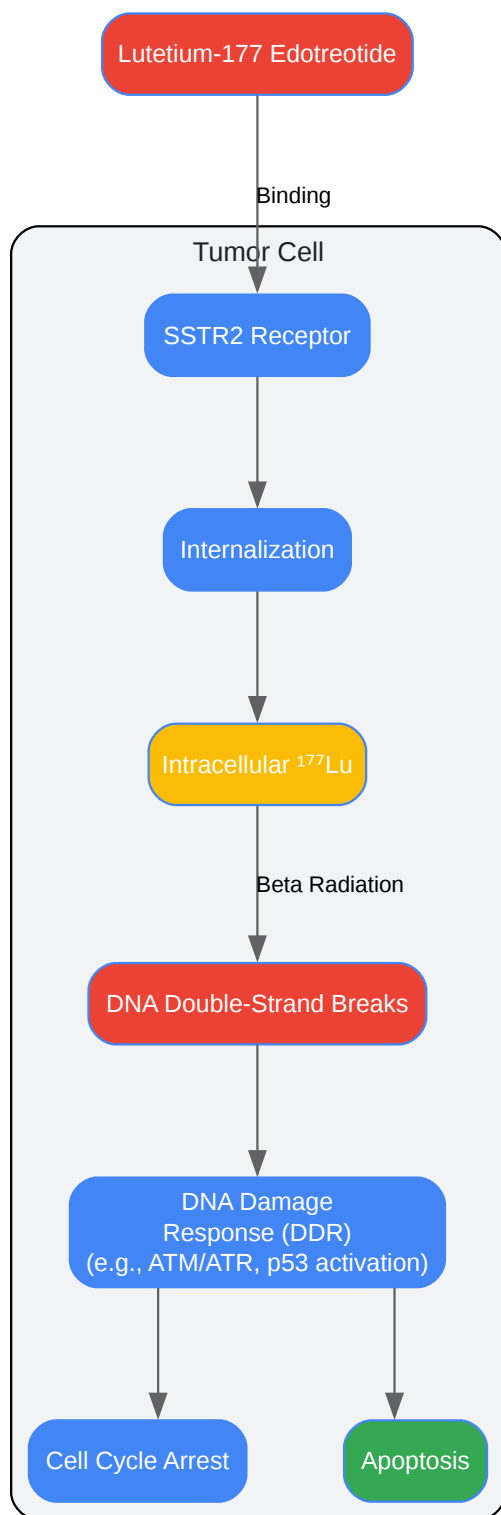 Lutetium-177 Edotreotide
Binding
Tumor Cell
SSTR2 Receptor
Internalization
Intracellular ¹⁷⁷Lu
Beta Radiation
DNA Double-Strand Breaks
DNA Damage
Response (DDR)
(e.g., ATM/ATR, p53 activation)
Cell Cycle Arrest
Apoptosis